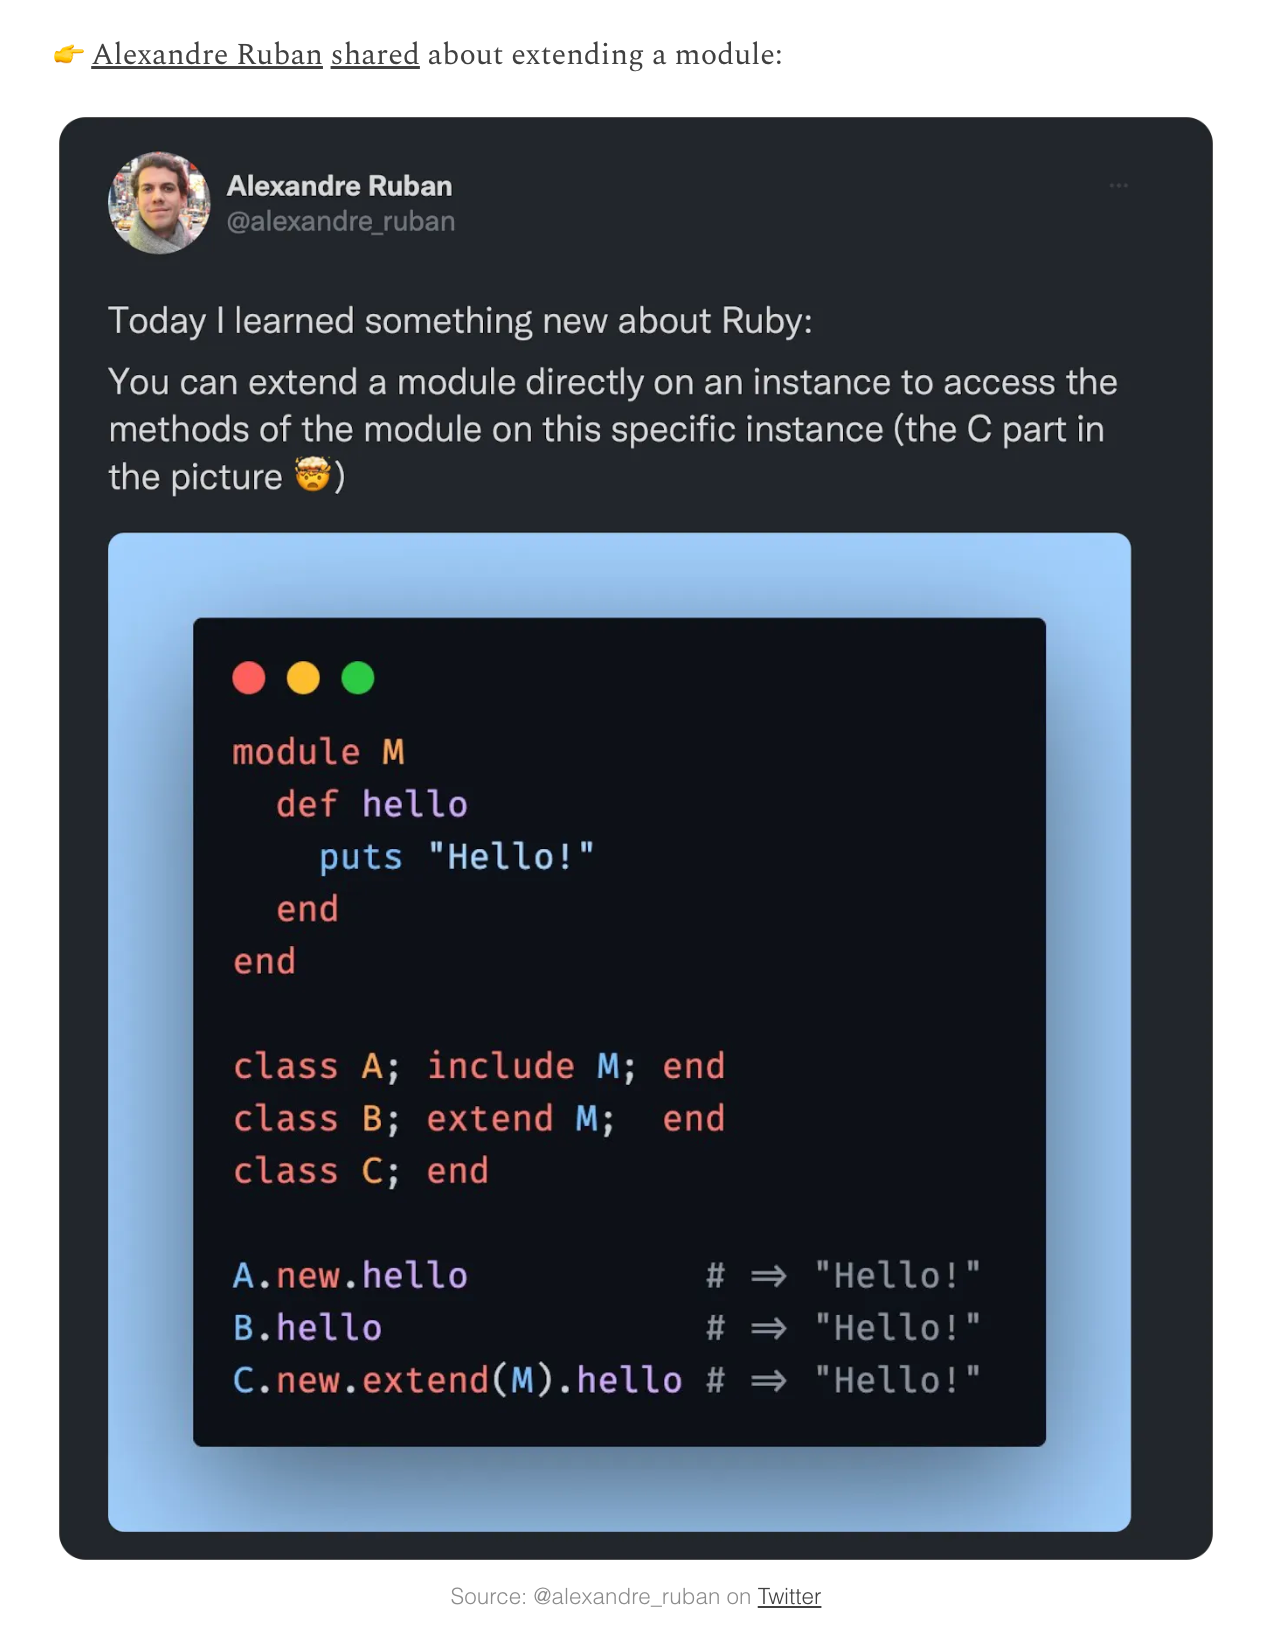 👉 Alexandre Ruban shared about extending a module:
Alexandre Ruban
@alexandre_ruban
...
Today I learned something new about Ruby:
You can extend a module directly on an instance to access the
methods of the module on this specific instance (the C part in
the picture 🤯)
module M
  def hello
    puts "Hello!"
  end
end
class A; include M; end
class B; extend M;  end
class C; end
A.new.hello           # => "Hello!"
B.hello               # => "Hello!"
C.new.extend(M).hello # => "Hello!"
Source: @alexandre_ruban on Twitter